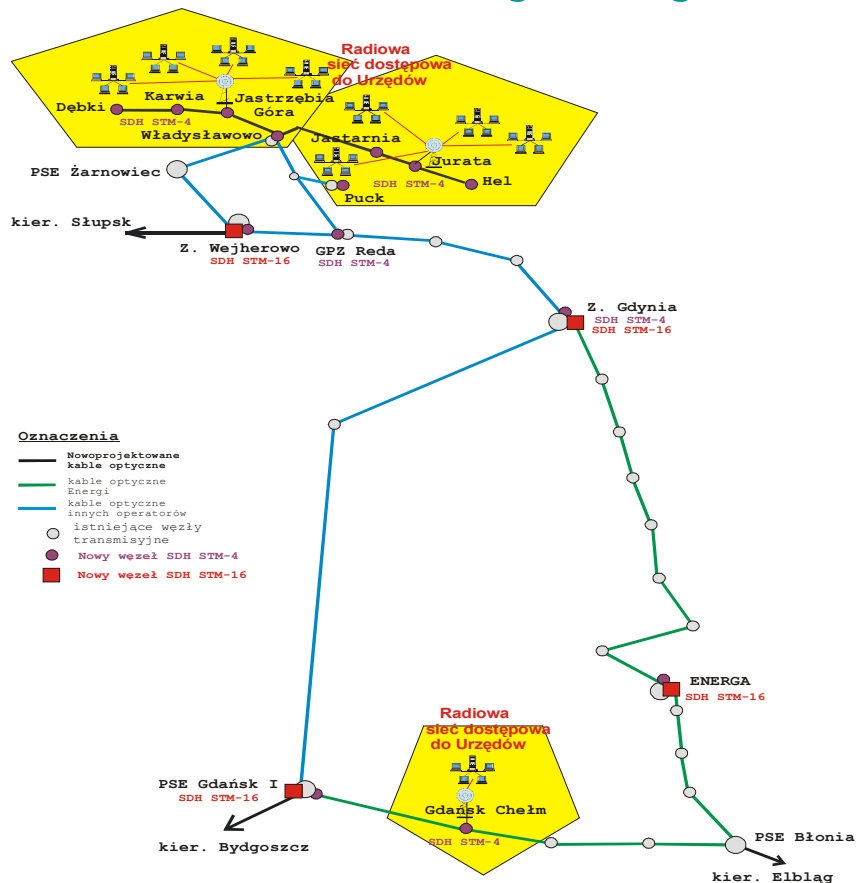 Radiowa
sieć dostępowa
do Urzędów
Karwia
Jastrzębia
Góra
Dębki
SDH STM-4
Władysławowo
Jastarnia
Jurata
SDH STM-4
Hel
PSE Żarnowiec
Puck
kier. Słupsk
Z. Wejherowo
SDH STM-16
GPZ Reda
SDH STM-4
Z. Gdynia
SDH STM-4
SDH STM-16
Oznaczenia
Nowoprojektowane
kable optyczne
kable optyczne
Energi
kable optyczne
innych operatorów
istniejące węzły
transmisyjne
Nowy węzeł SDH STM-4
Nowy węzeł SDH STM-16
ENERGA
SDH STM-16
Radiowa
sieć dostępowa
do Urzędów
PSE Gdańsk I
SDH STM-16
Gdańsk Chełm
SDH STM-4
PSE Błonia
kier. Bydgoszcz
kier. Elbląg